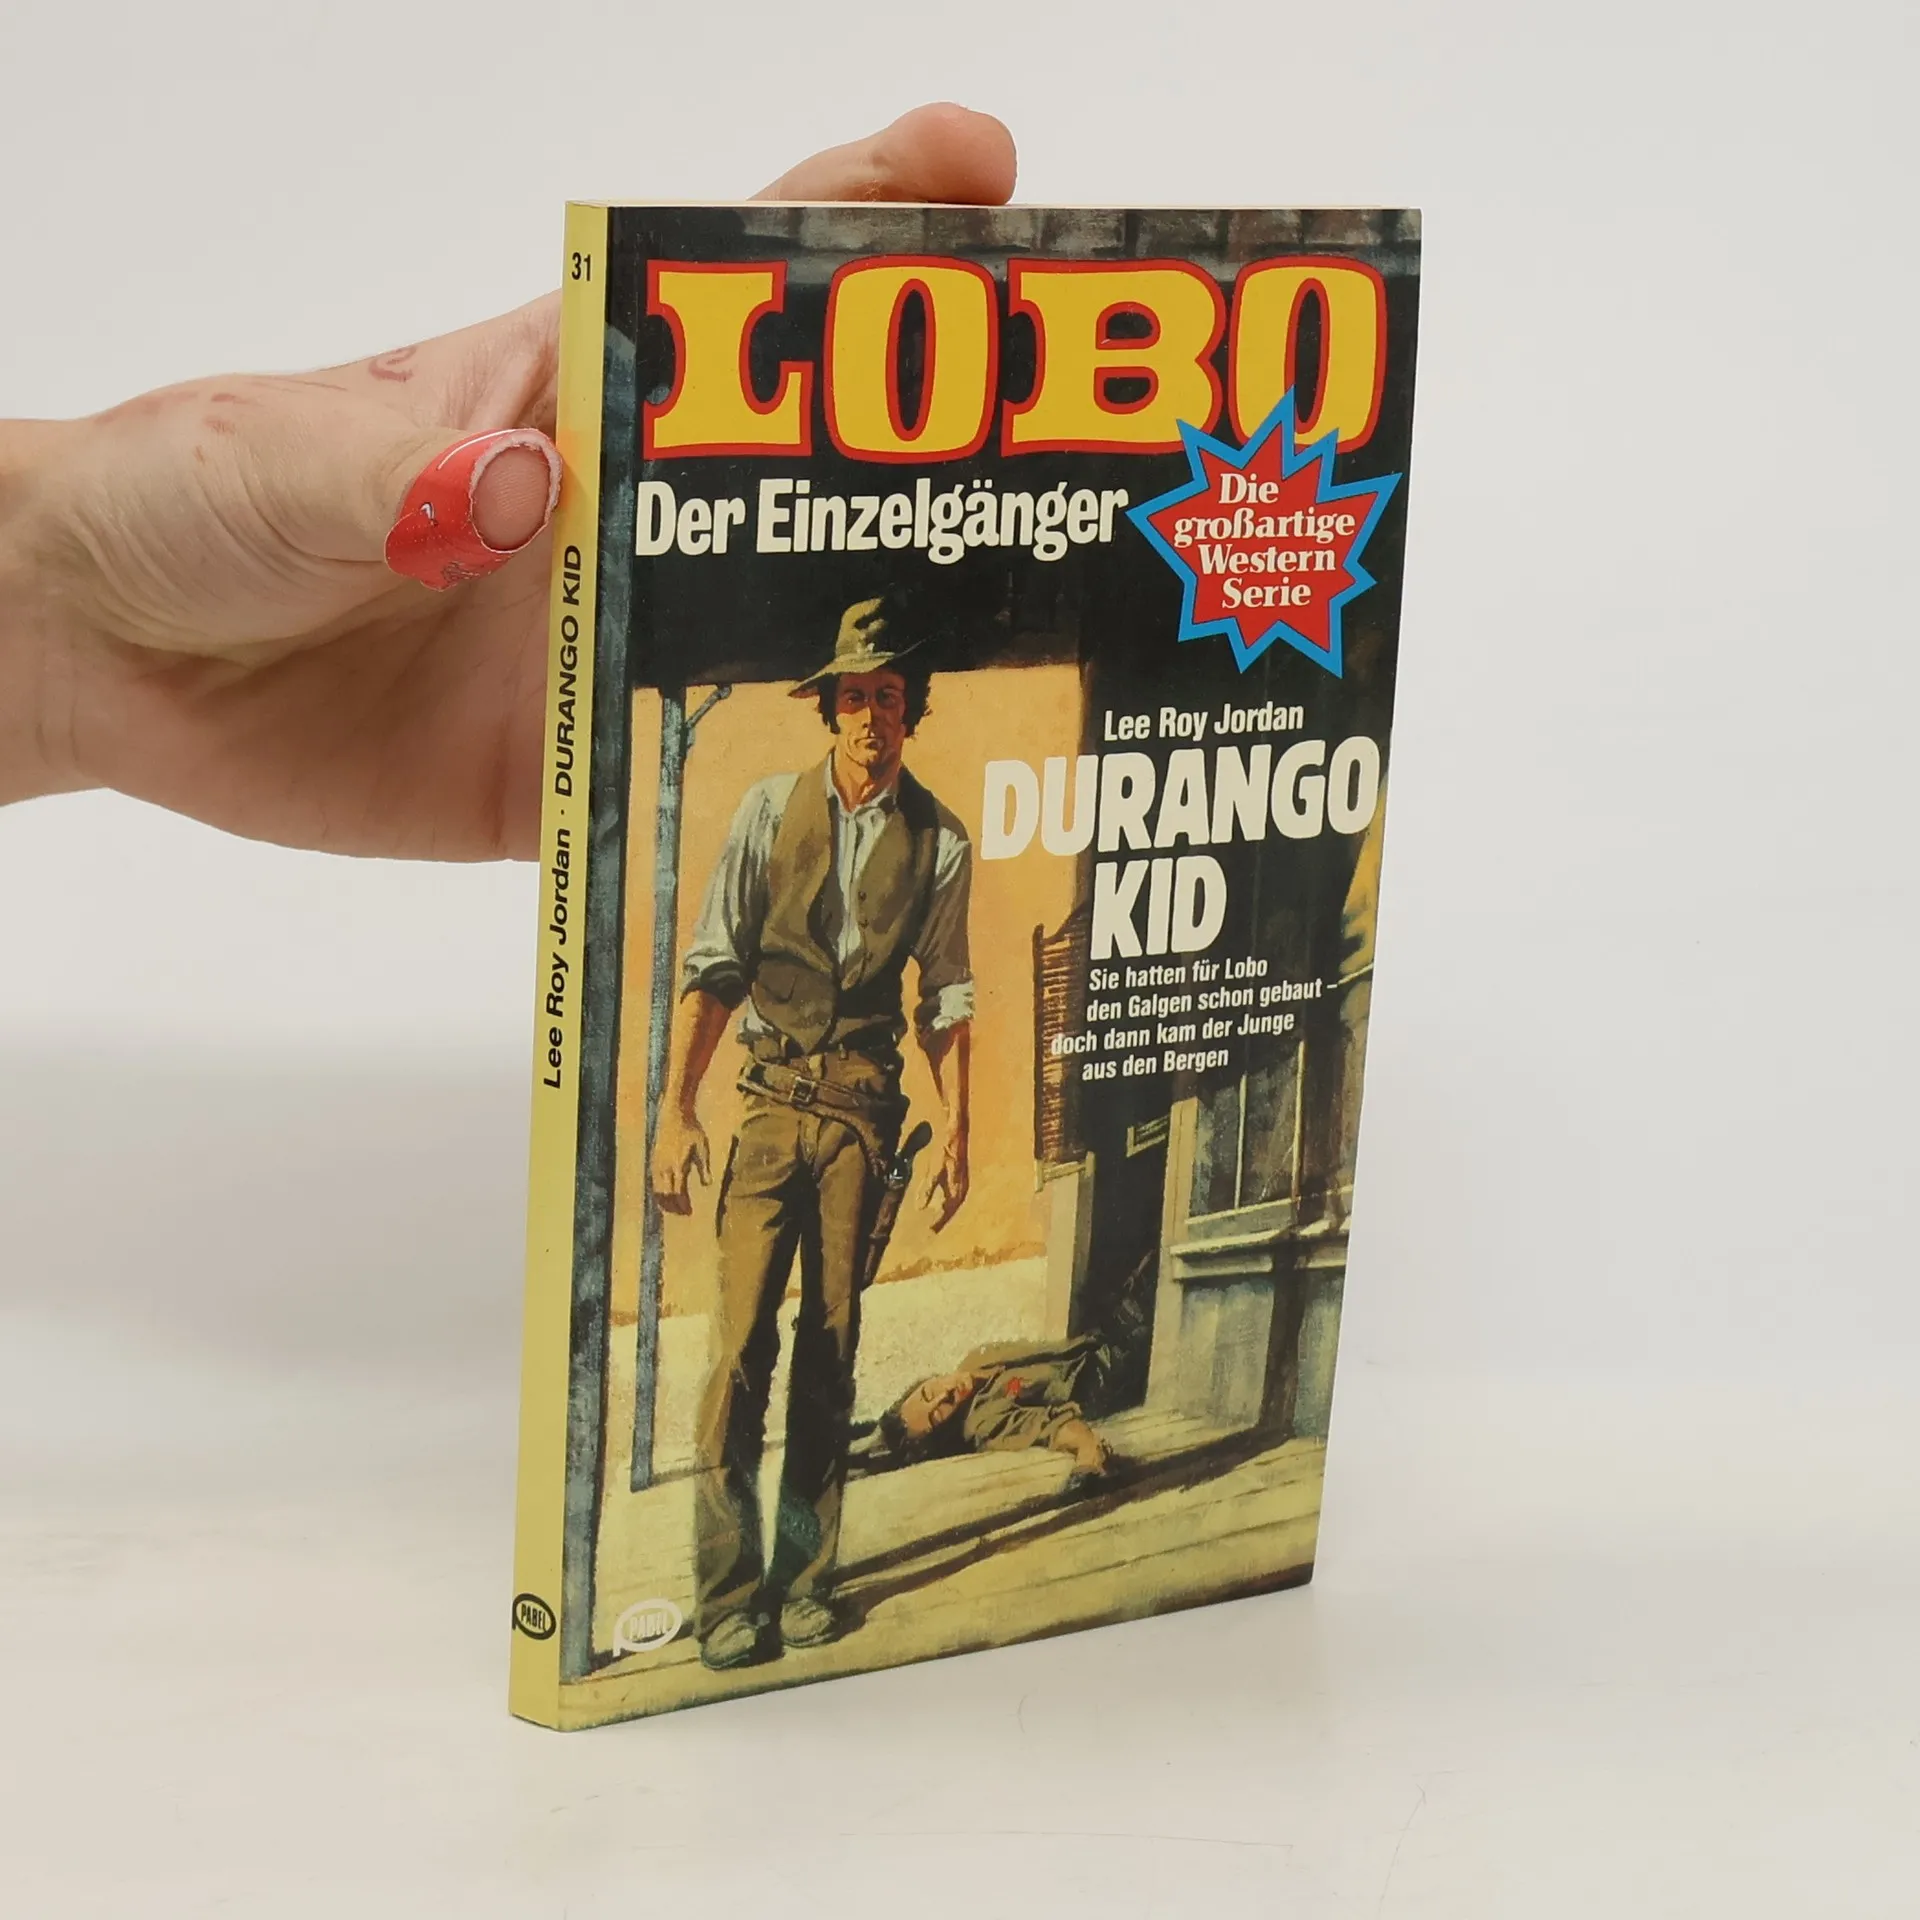 31
Lee Roy Jordan · DURANGO KID
PABEL
LOBO
Der Einzelgänger
Die
großartige
Western
Serie
Lee Roy Jordan
DURANGO
KID
Sie hatten für Lobo
den Galgen schon gebaut –
doch dann kam der Junge
aus den Bergen
PABEL